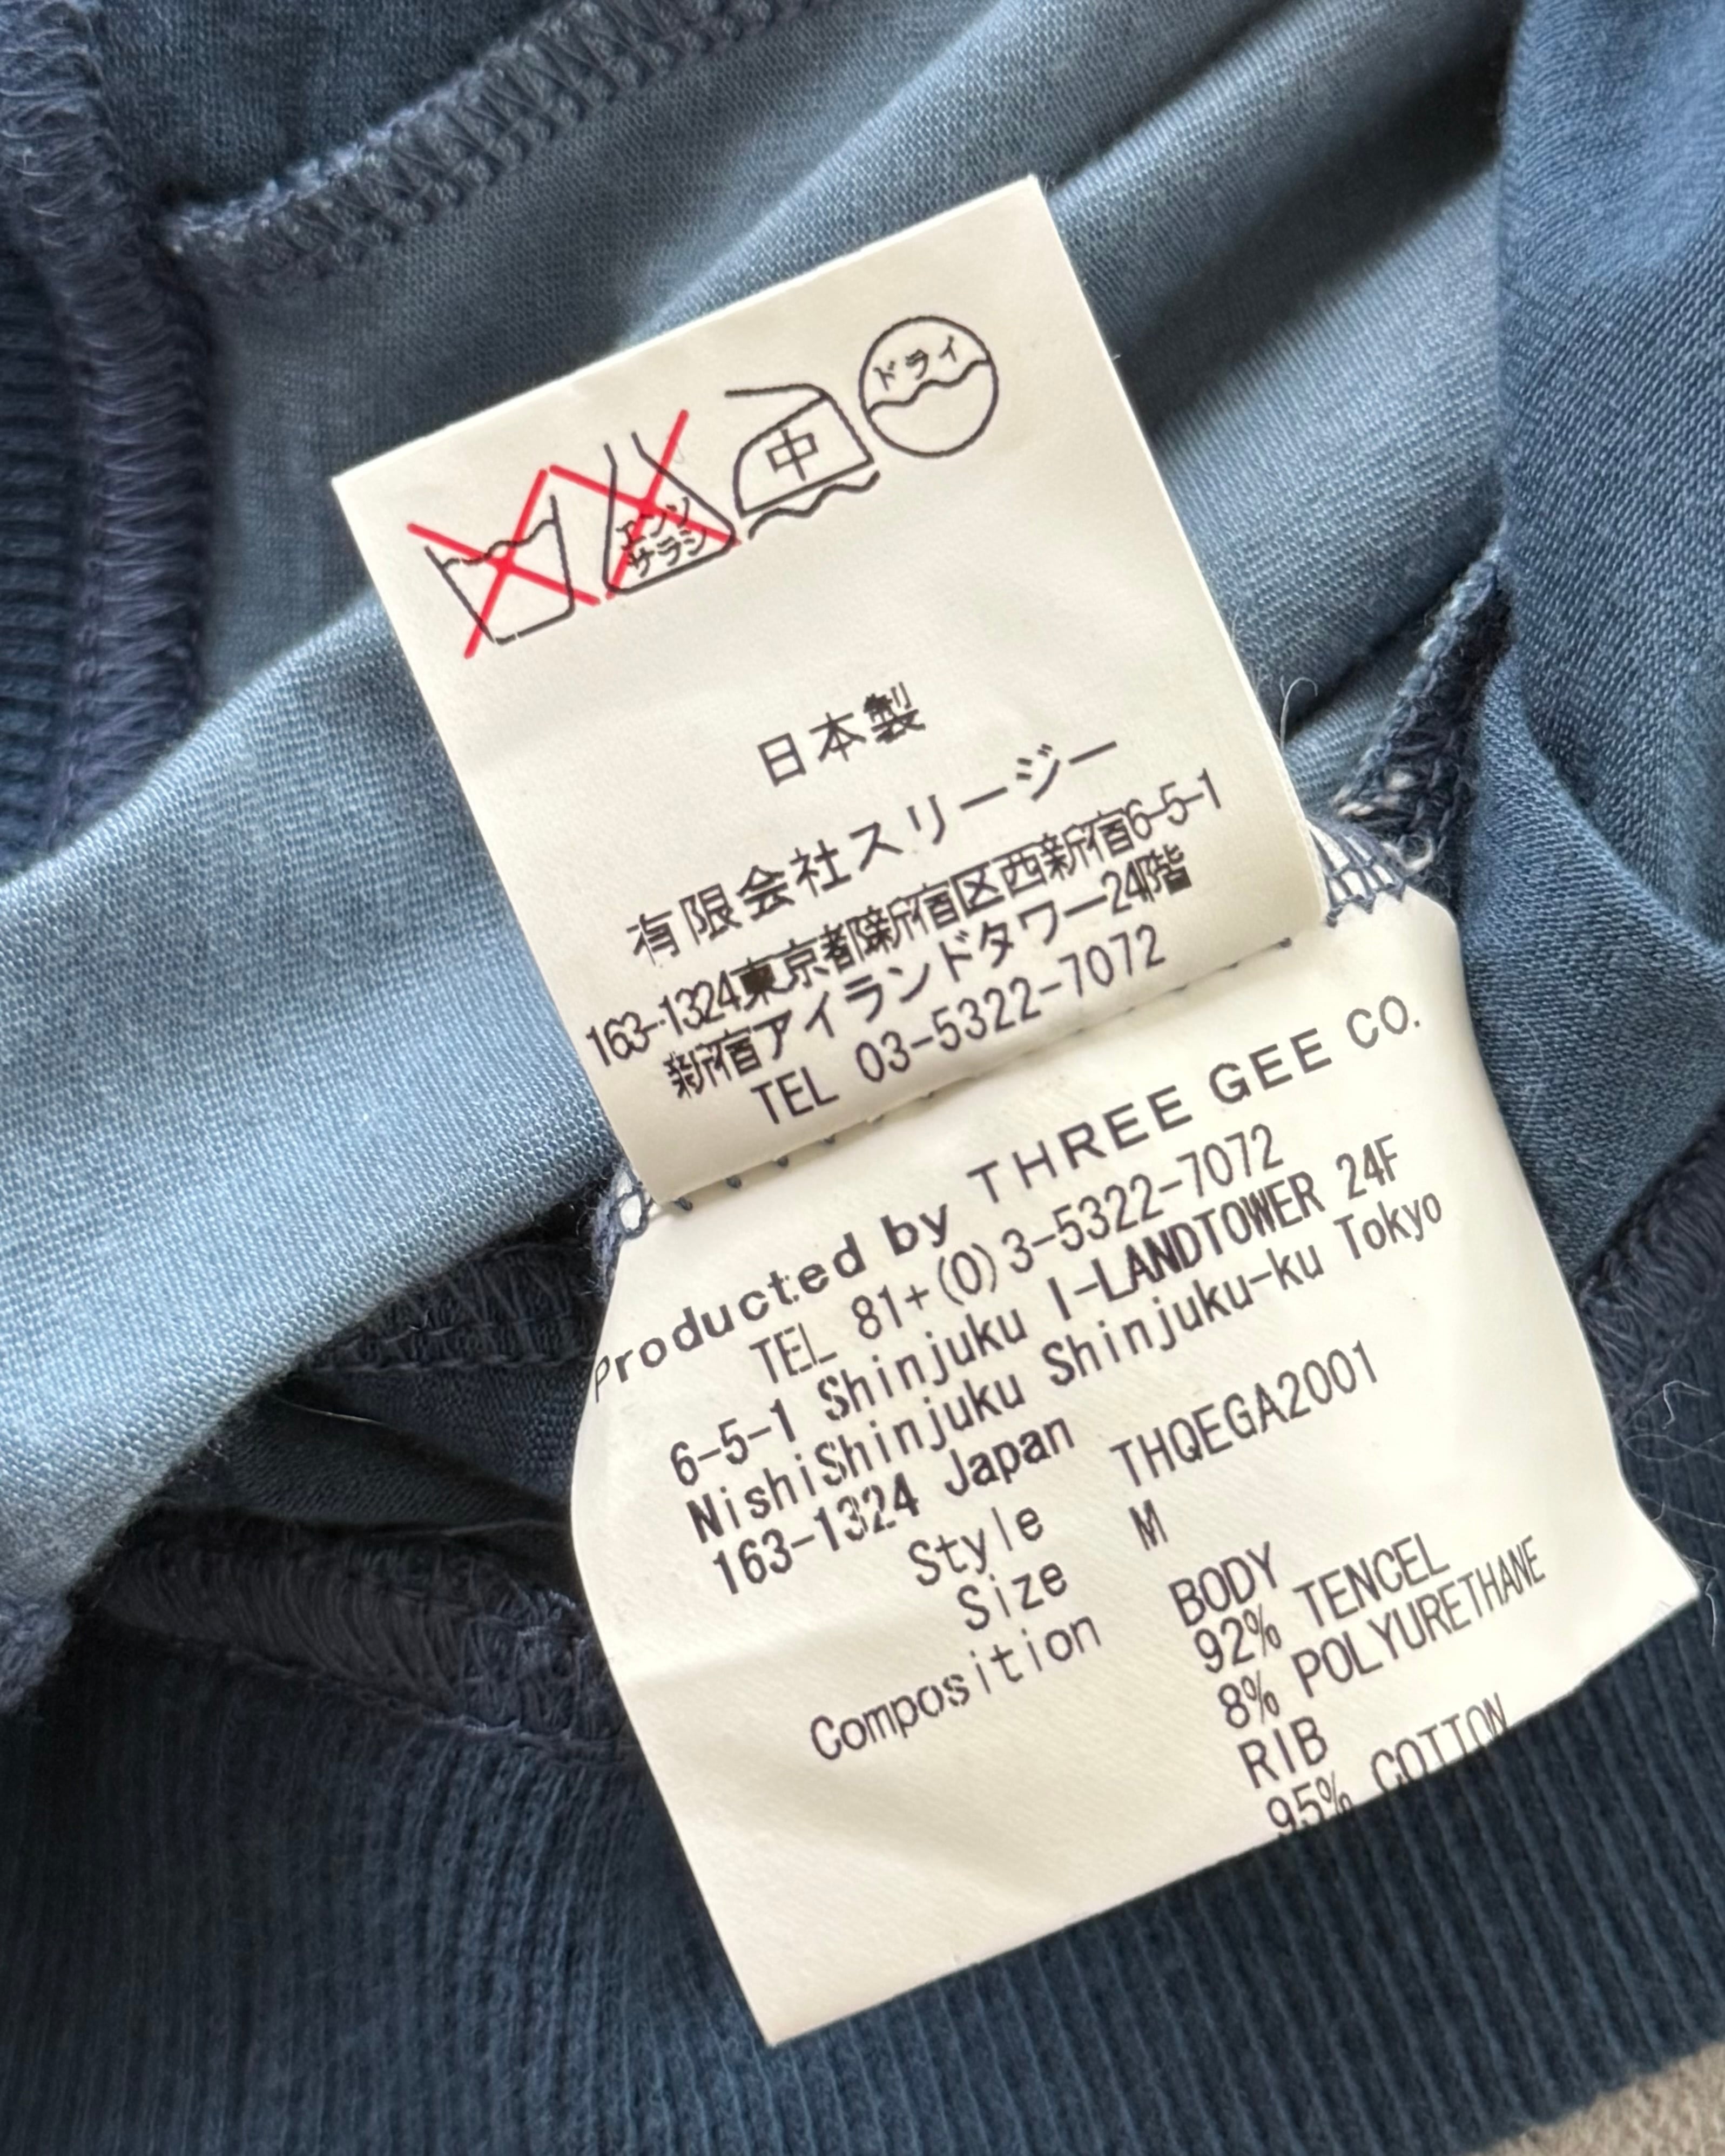 エンソ
サラシ
中
ドライ
日本製
有限会社スリージー
163-1324東京都新宿区西新宿6-5-1
新宿アイランドタワー24階
TEL 03-5322-7072
Producted by THREE GEE CO.
TEL 81+(0)3-5322-7072
6-5-1 Shinjuku I-LANDTOWER 24F
NishiShinjuku Shinjuku-ku Tokyo
163-1324 Japan
Style THQEGA2001
Size M
Composition BODY
92% TENCEL
8% POLYURETHANE
RIB
95% COTTON